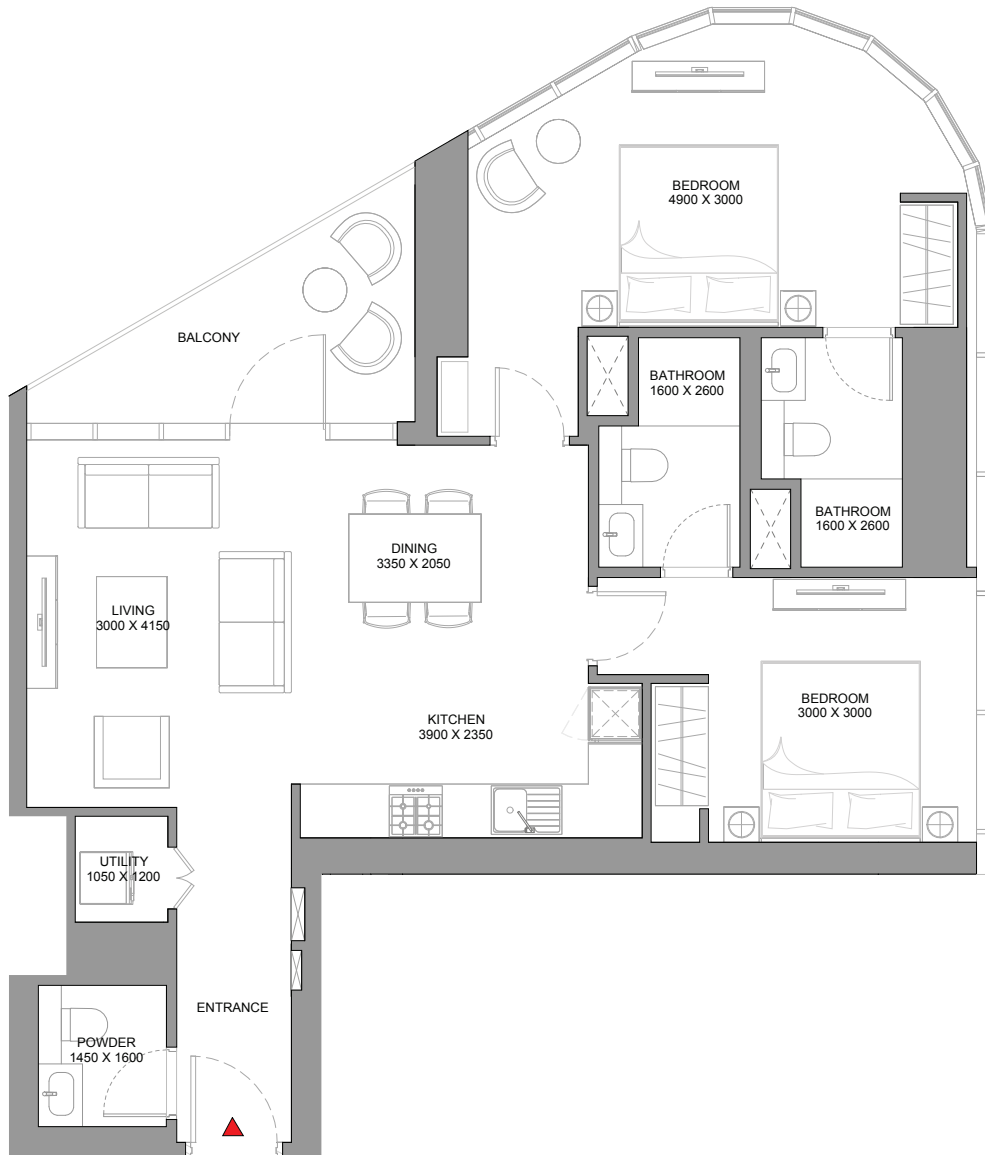 BEDROOM
4900 X 3000
BALCONY
BATHROOM
1600 X 2600
BATHROOM
1600 X 2600
DINING
3350 X 2050
LIVING
3000 X 4150
BEDROOM
3000 X 3000
KITCHEN
3900 X 2350
UTILITY
1050 X 1200
ENTRANCE
POWDER
1450 X 1600